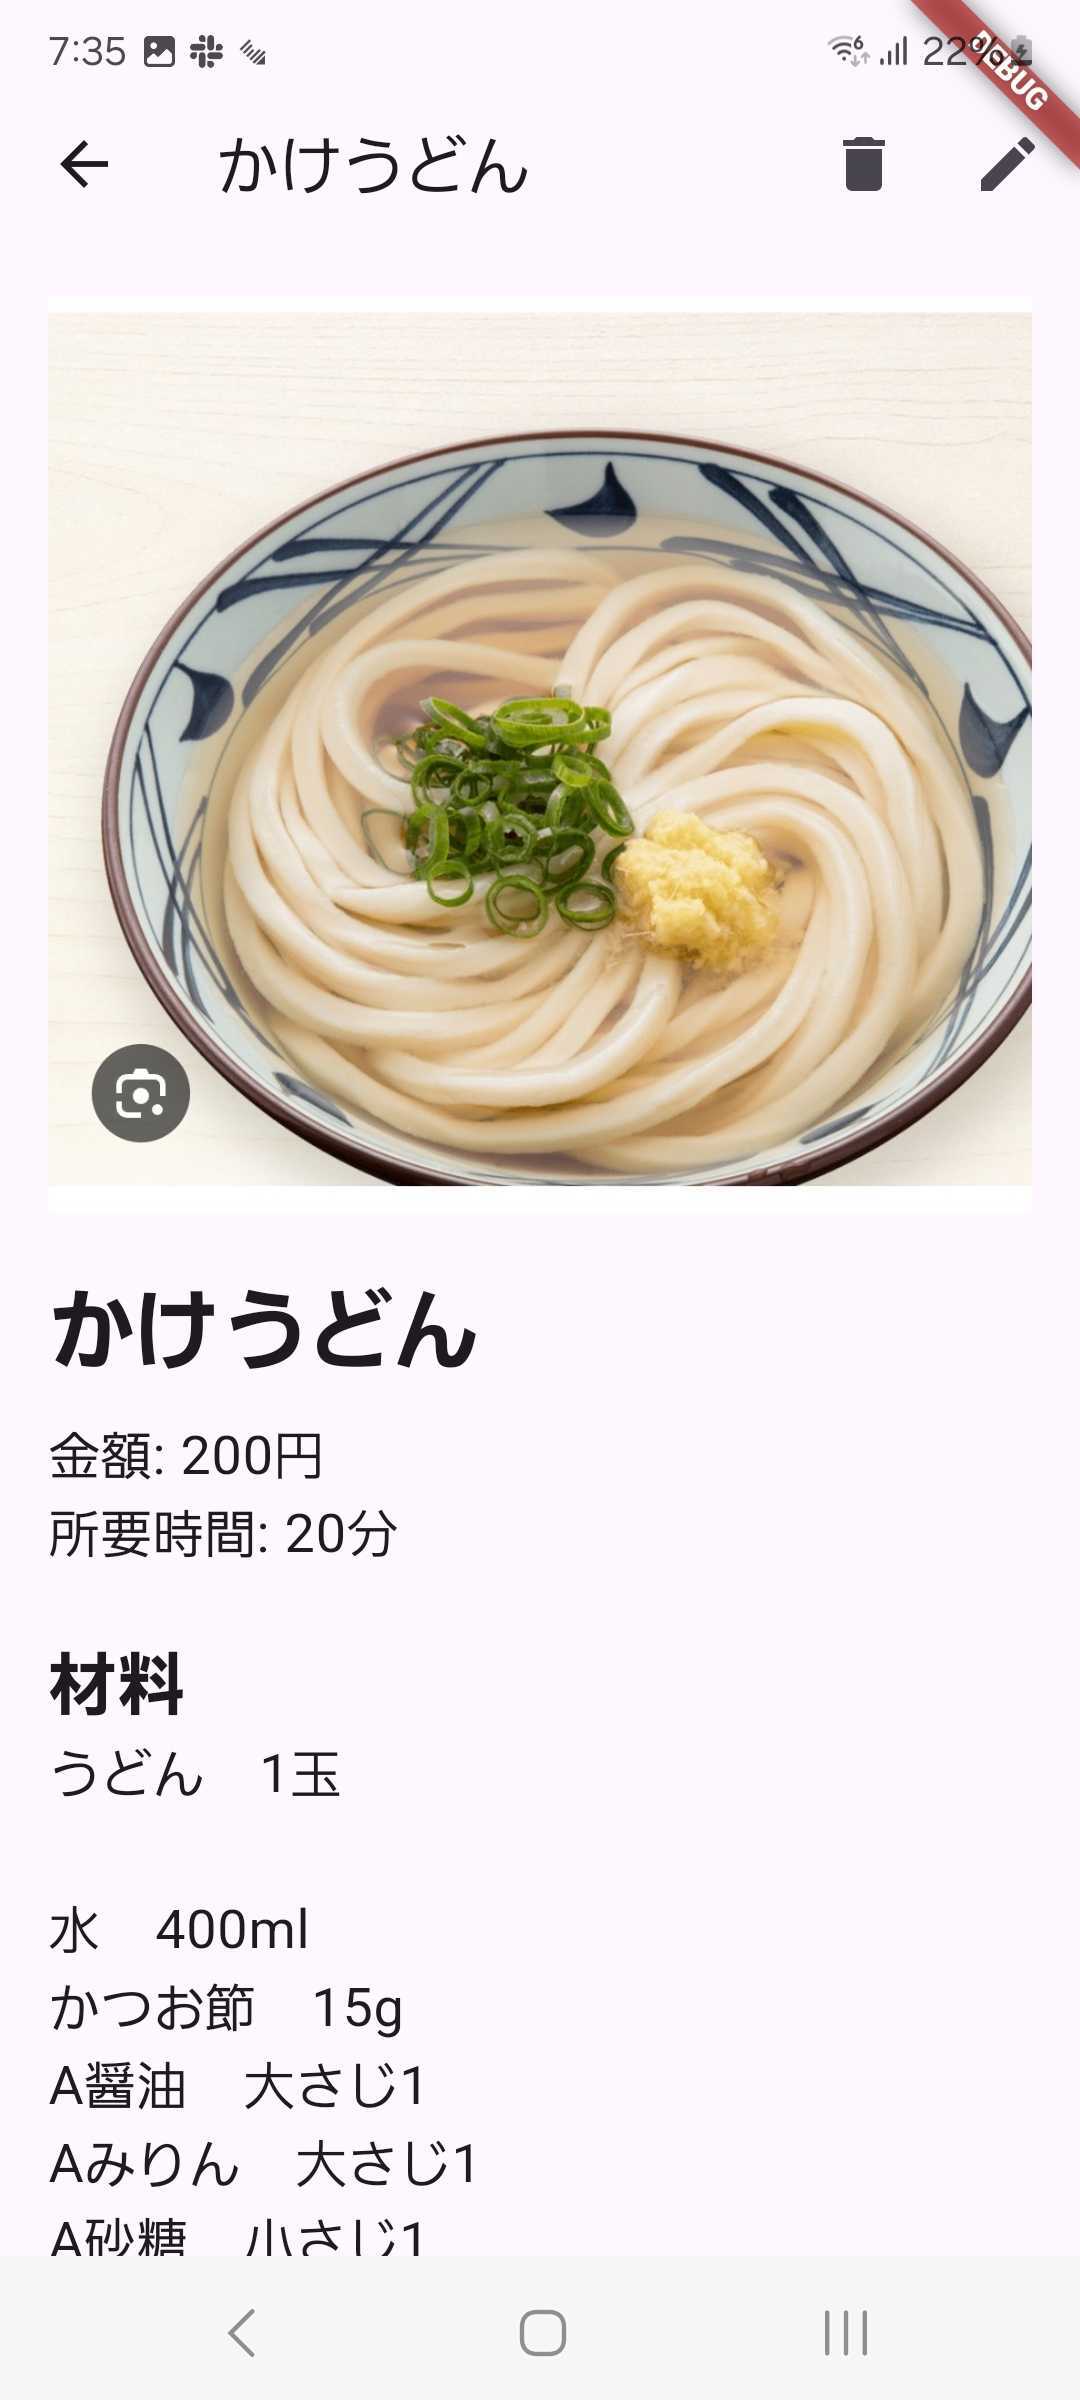 7:35
22%
DEBUG
かけうどん
かけうどん
金額: 200円
所要時間: 20分
材料
うどん　1玉
水　400ml
かつお節　15g
A醤油　大さじ1
Aみりん　大さじ1
A砂糖　小さじ1